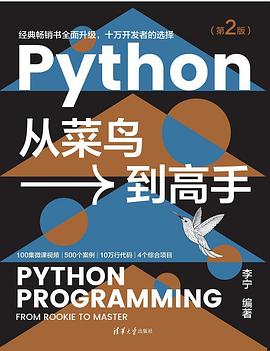 经典畅销书全面升级，十万开发者的选择
（第2版）
Python
从菜鸟
到高手
100集微课视频 | 500个案例 | 10万行代码 | 4个综合项目
PYTHON
PROGRAMMING
FROM ROOKIE TO MASTER
李宁 编著
清华大学出版社